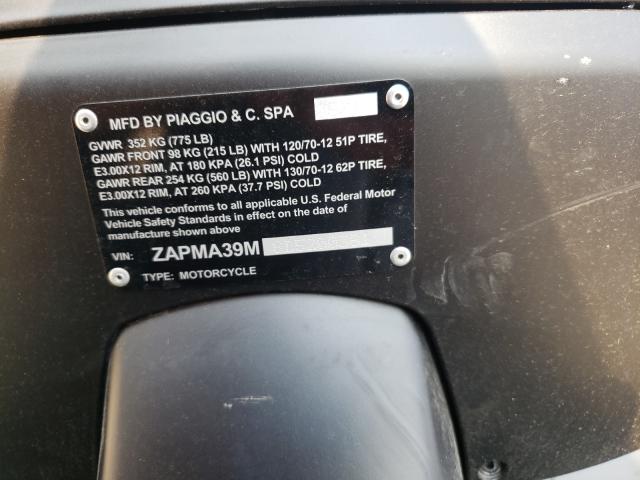 MFD BY PIAGGIO & C. SPA
GVWR 352 KG (775 LB)
GAWR FRONT 98 KG (215 LB) WITH 120/70-12 51P TIRE,
E3.00X12 RIM, AT 180 KPA (26.1 PSI) COLD
GAWR REAR 254 KG (560 LB) WITH 130/70-12 62P TIRE,
E3.00X12 RIM, AT 260 KPA (37.7 PSI) COLD
This vehicle conforms to all applicable U.S. Federal Motor
Vehicle Safety Standards in effect on the date of
manufacture shown above
VIN: ZAPMA39M
TYPE: MOTORCYCLE